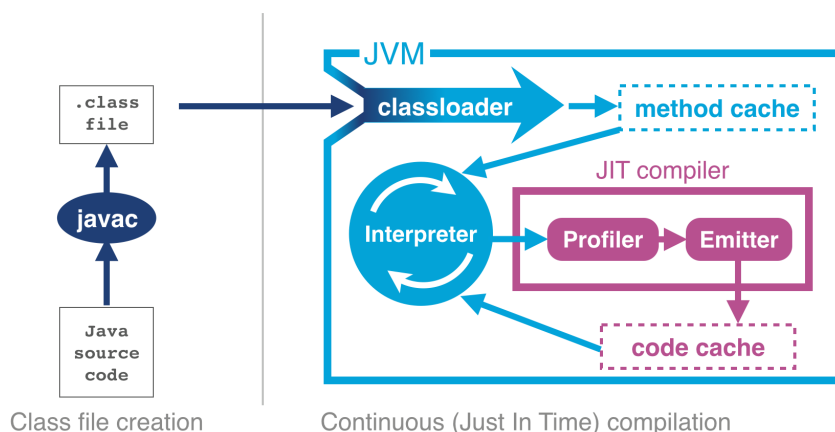 JVM
.class
file
classloader
method cache
JIT compiler
javac
Interpreter
Profiler
Emitter
Java
source
code
code cache
Class file creation
Continuous (Just In Time) compilation